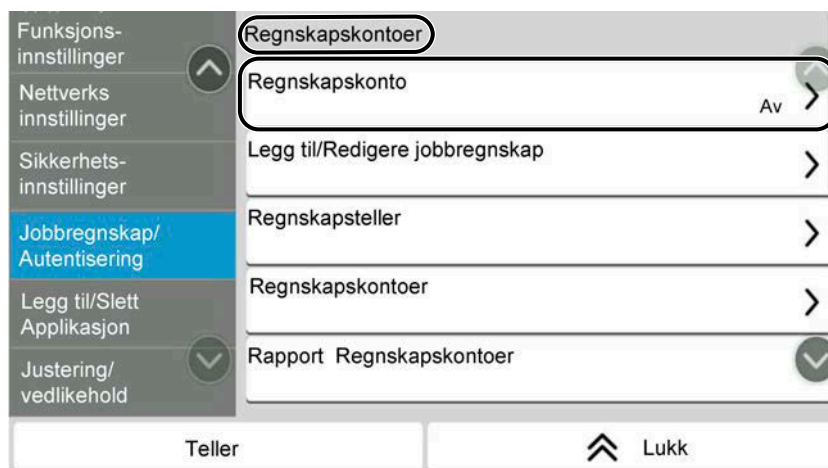 Funksjons-
innstillinger
Nettverks
innstillinger
Sikkerhets-
innstillinger
Jobbregnskap/
Autentisering
Legg til/Slett
Applikasjon
Justering/
vedlikehold
Regnskapskontoer
Regnskapskonto
Av
Legg til/Redigere jobbregnskap
Regnskapsteller
Regnskapskontoer
Rapport Regnskapskontoer
Teller
Lukk